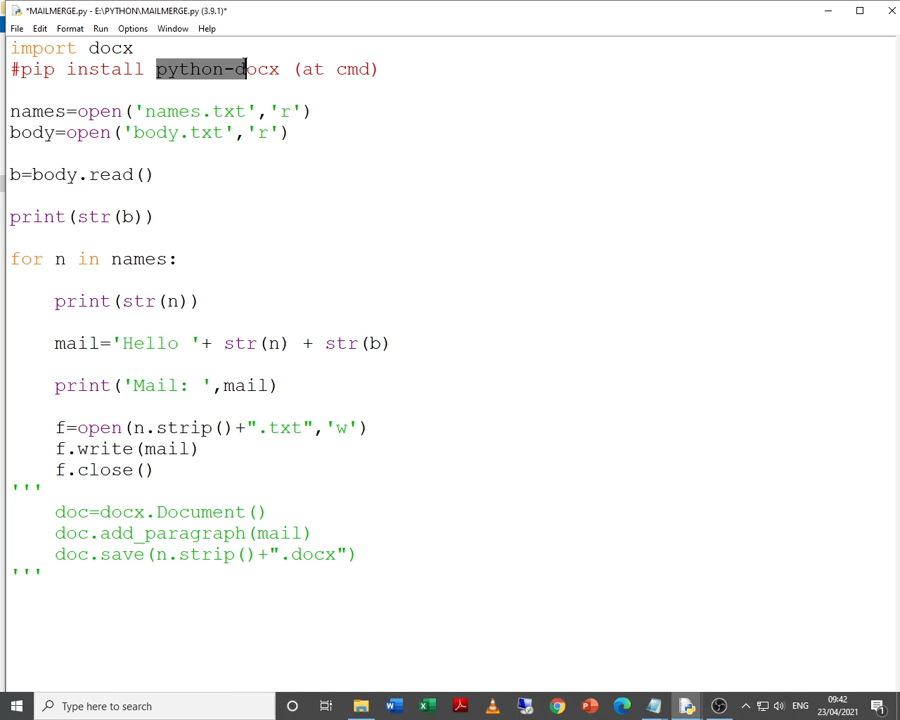 *MAILMERGE.py - E:\PYTHON\MAILMERGE.py (3.9.1)*
File Edit Format Run Options Window Help
import docx
#pip install python-docx (at cmd)
names=open('names.txt','r')
body=open('body.txt','r')
b=body.read()
print(str(b))
for n in names:
    print(str(n))
    mail='Hello '+ str(n) + str(b)
    print('Mail: ',mail)
    f=open(n.strip()+".txt",'w')
    f.write(mail)
    f.close()
'''
    doc=docx.Document()
    doc.add_paragraph(mail)
    doc.save(n.strip()+".docx")
'''
Type here to search
ENG
09:42
23/04/2021
1